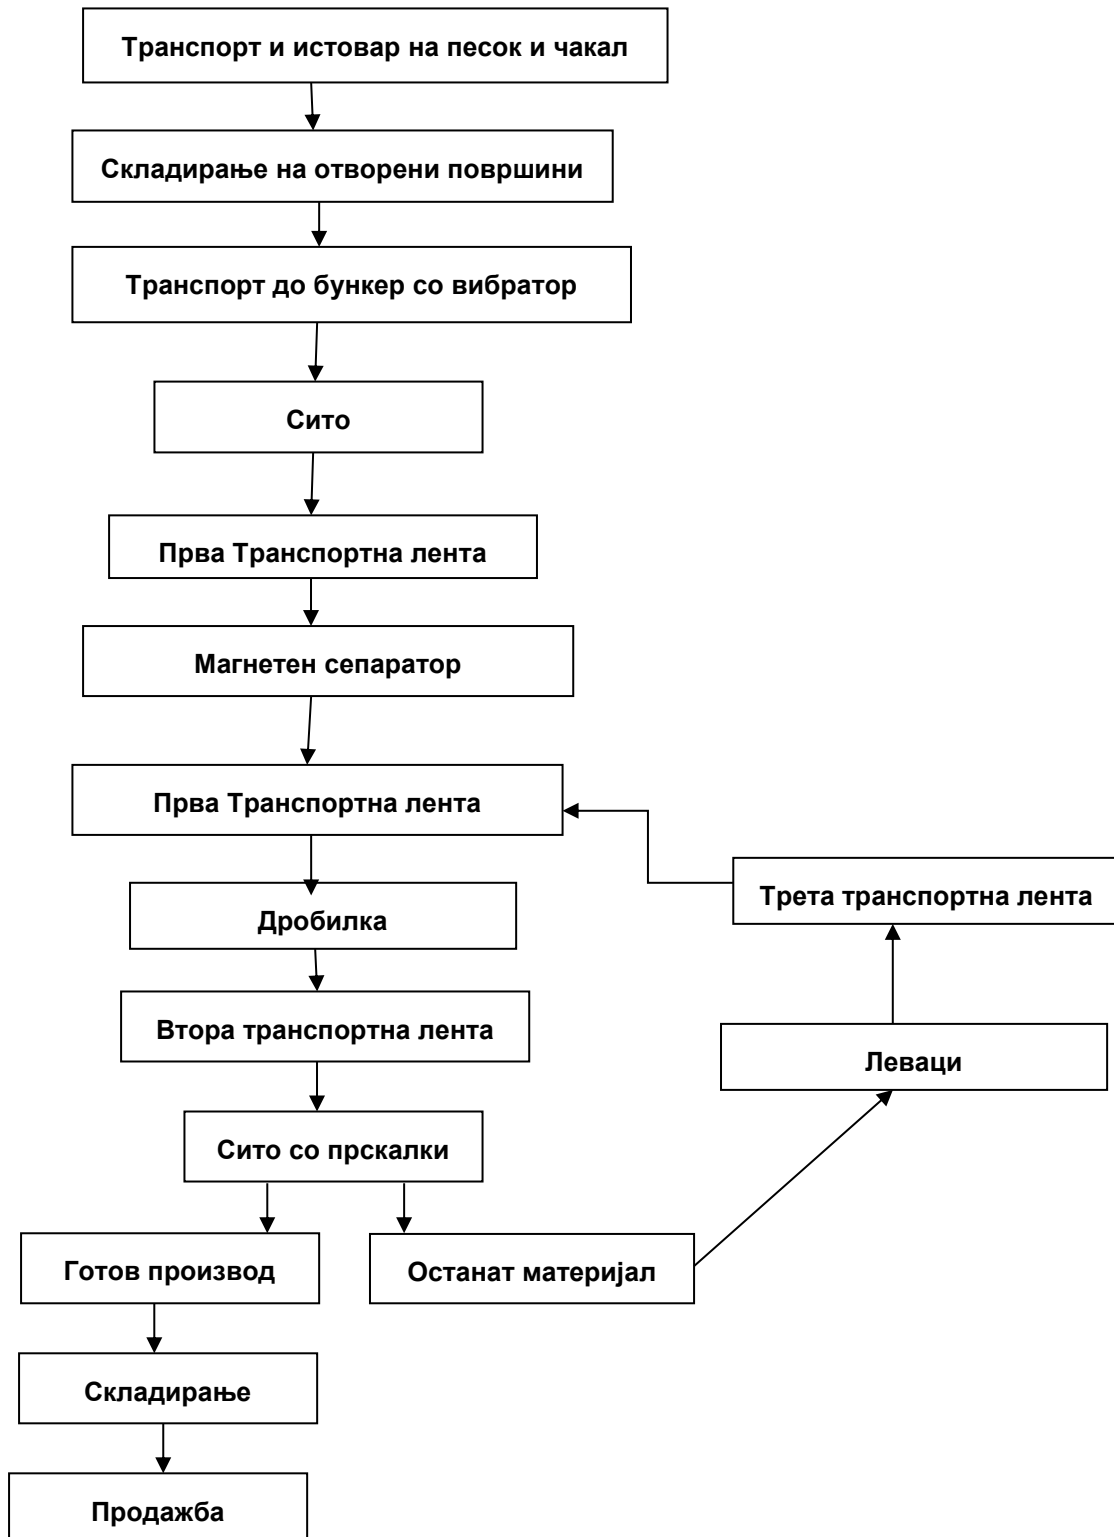 Транспорт и истовар на песок и чакал
Складирање на отворени површини
Транспорт до бункер со вибратор
Сито
Прва Транспортна лента
Магнетен сепаратор
Прва Транспортна лента
Трета транспортна лента
Дробилка
Втора транспортна лента
Леваци
Сито со прскалки
Готов производ
Останат материјал
Складирање
Продажба